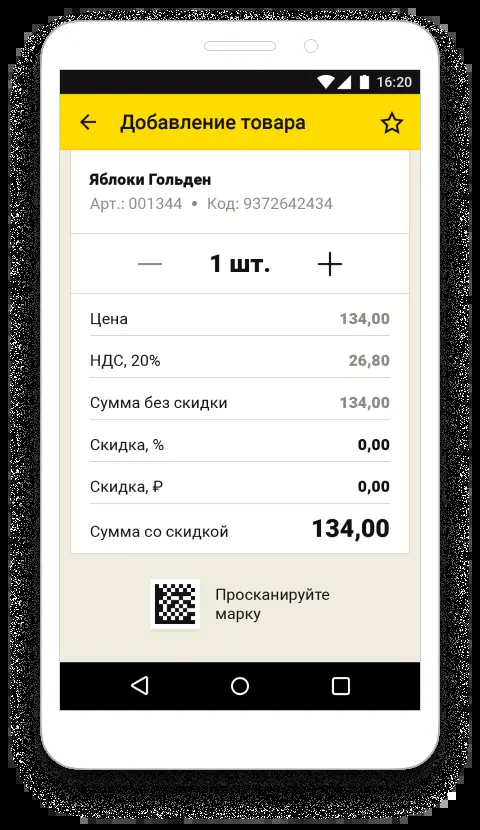 16:20
Добавление товара
Яблоки Гольден
Арт.: 001344 • Код: 9372642434
1 шт.
Цена 134,00
НДС, 20% 26,80
Сумма без скидки 134,00
Скидка, % 0,00
Скидка, ₽ 0,00
Сумма со скидкой 134,00
Просканируйте
марку